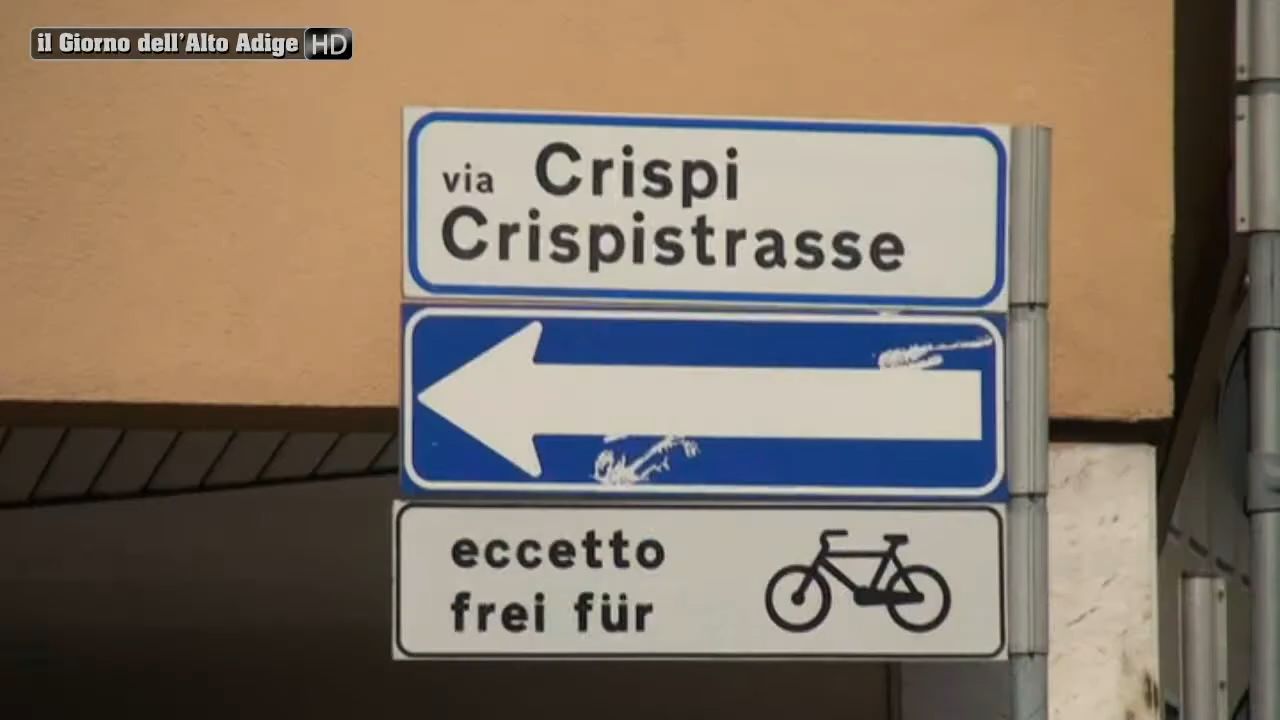 il Giorno dell'Alto Adige HD
via Crispi
Crispistrasse
eccetto
frei für